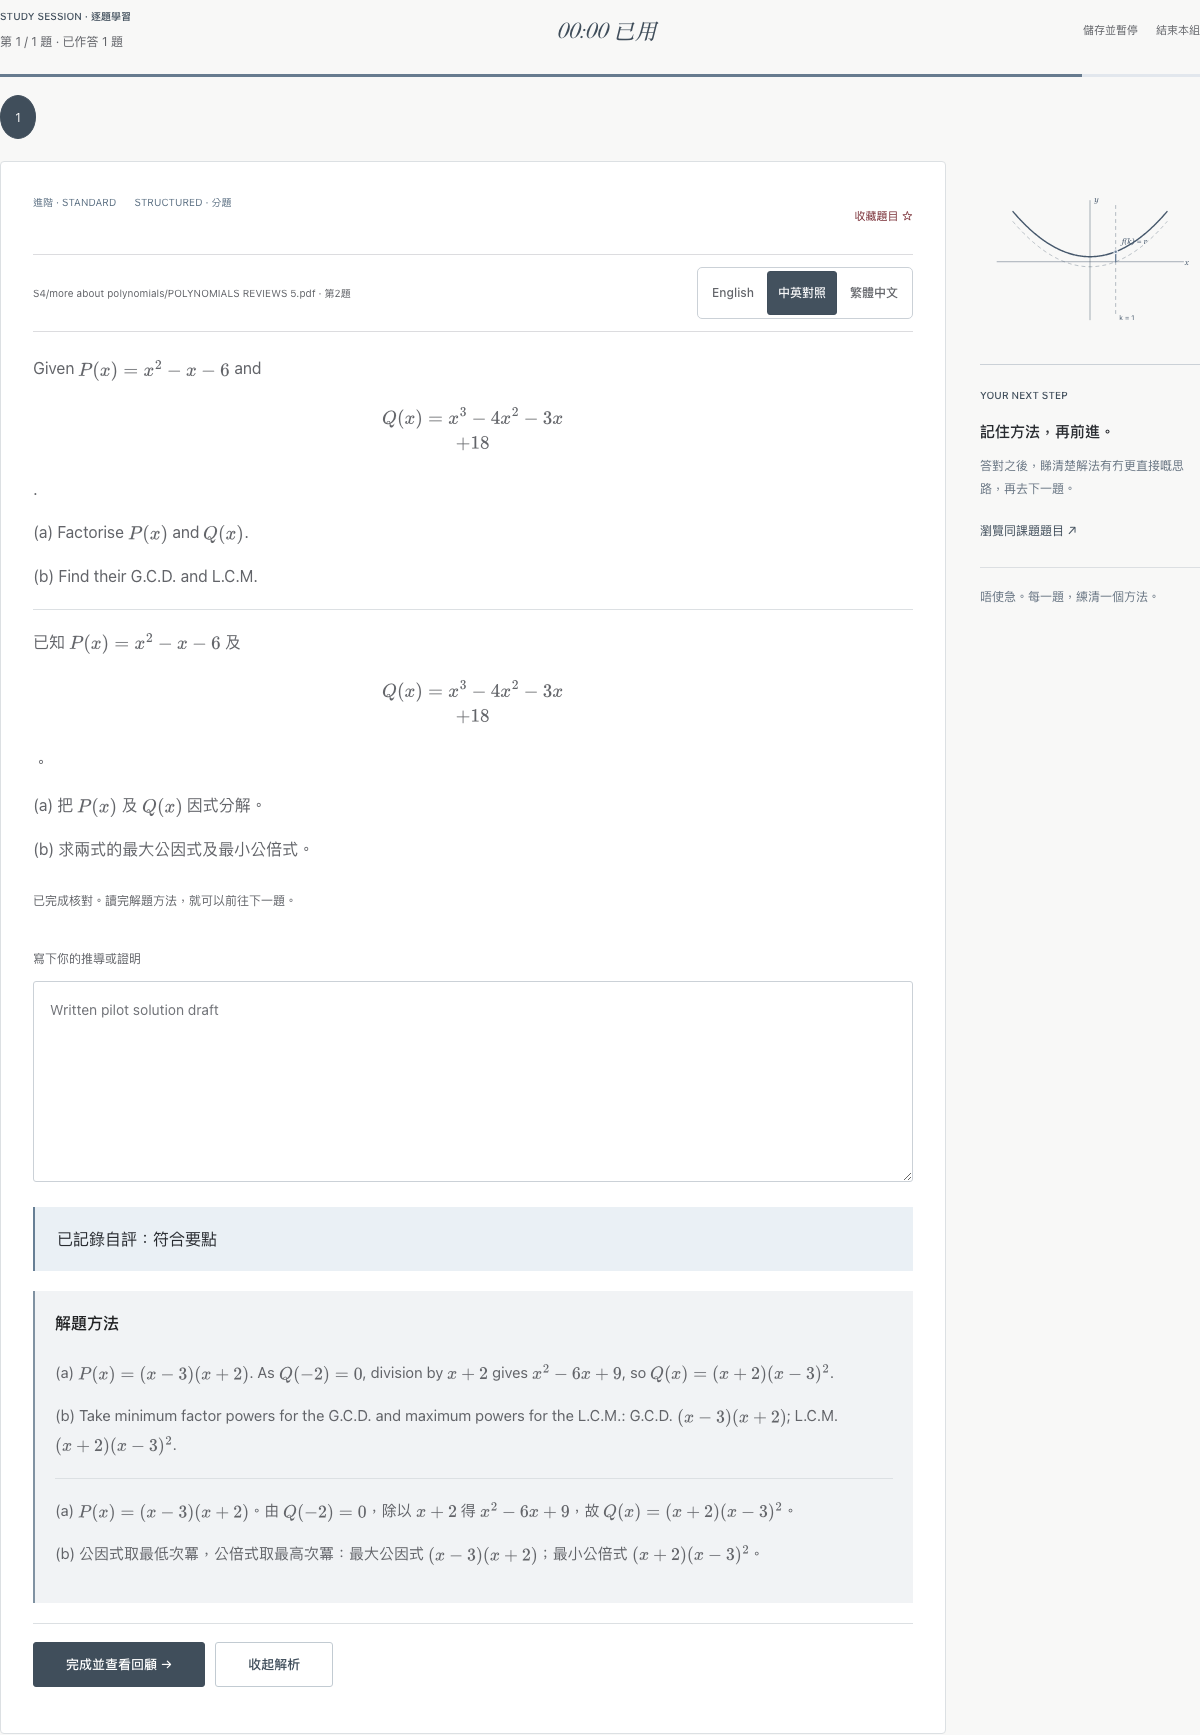 STUDY SESSION · 逐題學習
第 1 / 1 題 · 已作答 1 題
00:00 已用
儲存並暫停
結束本組
1
進階 · STANDARD
STRUCTURED · 分題
收藏題目 ☆
S4/more about polynomials/POLYNOMIALS REVIEWS 5.pdf · 第2題
English
中英對照
繁體中文
Given P(x) = x² − x − 6 and
Q(x) = x³ − 4x² − 3x
+18
.
(a) Factorise P(x) and Q(x).
(b) Find their G.C.D. and L.C.M.
已知 P(x) = x² − x − 6 及
Q(x) = x³ − 4x² − 3x
+18
。
(a) 把 P(x) 及 Q(x) 因式分解。
(b) 求兩式的最大公因式及最小公倍式。
已完成核對。讀完解題方法，就可以前往下一題。
寫下你的推導或證明
Written pilot solution draft
已記錄自評：符合要點
解題方法
(a) P(x) = (x − 3)(x + 2). As Q(−2) = 0, division by x + 2 gives x² − 6x + 9, so Q(x) = (x + 2)(x − 3)².
(b) Take minimum factor powers for the G.C.D. and maximum powers for the L.C.M.: G.C.D. (x − 3)(x + 2); L.C.M.
(x + 2)(x − 3)².
(a) P(x) = (x − 3)(x + 2)。由 Q(−2) = 0，除以 x + 2 得 x² − 6x + 9，故 Q(x) = (x + 2)(x − 3)²。
(b) 公因式取最低次冪，公倍式取最高次冪：最大公因式 (x − 3)(x + 2)；最小公倍式 (x + 2)(x − 3)²。
完成並查看回顧 →
收起解析
y
f(k) = r
x
k = 1
YOUR NEXT STEP
記住方法，再前進。
答對之後，睇清楚解法有冇更直接嘅思
路，再去下一題。
瀏覽同課題題目 ↗
唔使急。每一題，練清一個方法。